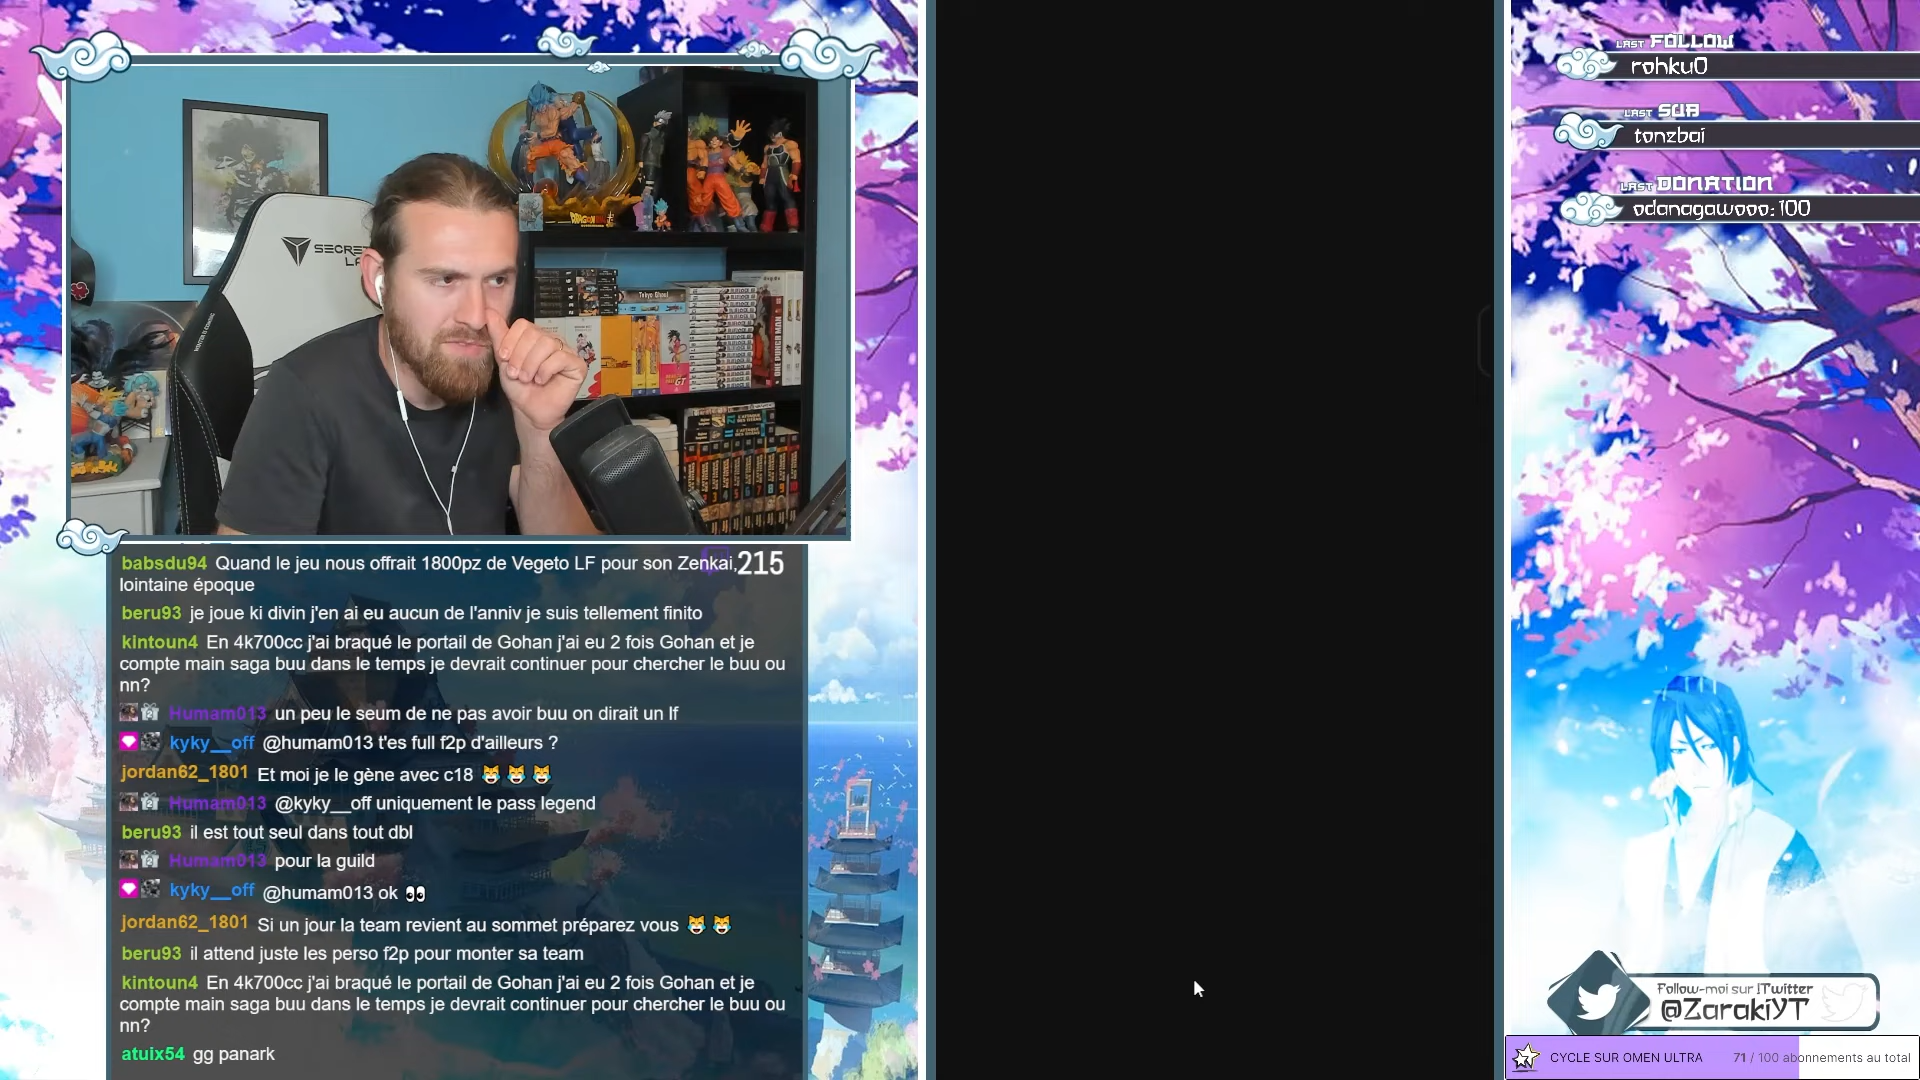 SECRET
LA
DRAGONBALL
Tokyo Ghoul
ONE PUNCH MAN
GT
babsdu94 Quand le jeu nous offrait 1800pz de Vegeto LF pour son Zenkai,
lointaine époque
215
beru93 je joue ki divin j'en ai eu aucun de l'anniv je suis tellement finito
kintoun4 En 4k700cc j'ai braqué le portail de Gohan j'ai eu 2 fois Gohan et je
compte main saga buu dans le temps je devrait continuer pour chercher le buu ou
nn?
Humam013 un peu le seum de ne pas avoir buu on dirait un lf
kyky__off @humam013 t'es full f2p d'ailleurs ?
jordan62_1801 Et moi je le gène avec c18 😹 😹 😹
Humam013 @kyky__off uniquement le pass legend
beru93 il est tout seul dans tout dbl
Humam013 pour la guild
kyky__off @humam013 ok 👀
jordan62_1801 Si un jour la team revient au sommet préparez vous 😹 😹
beru93 il attend juste les perso f2p pour monter sa team
kintoun4 En 4k700cc j'ai braqué le portail de Gohan j'ai eu 2 fois Gohan et je
compte main saga buu dans le temps je devrait continuer pour chercher le buu ou
nn?
atuix54 gg panark
LAST FOLLOW
rohku0
LAST SUB
tonzbai
LAST DONATION
odanagawooo: 100
Follow-moi sur !Twitter
@ZarakiYT
CYCLE SUR OMEN ULTRA 71 / 100 abonnements au total